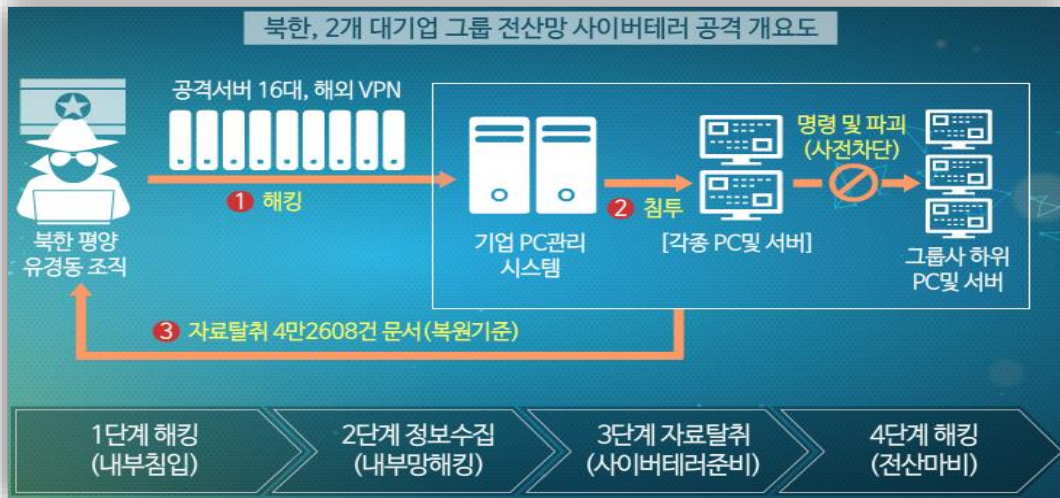 북한, 2개 대기업 그룹 전산망 사이버테러 공격 개요도
공격서버 16대, 해외 VPN
1 해킹
북한 평양
유경동 조직
기업 PC관리
시스템
2 침투
[각종 PC및 서버]
명령 및 파괴
(사전차단)
그룹사 하위
PC및 서버
3 자료탈취 4만2608건 문서(복원기준)
1단계 해킹
(내부침입)
2단계 정보수집
(내부망해킹)
3단계 자료탈취
(사이버테러준비)
4단계 해킹
(전산마비)